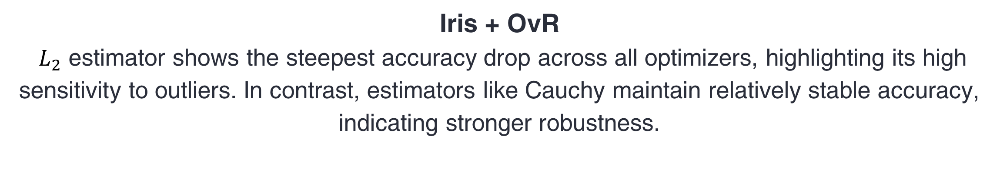 Iris + OvR
L₂ estimator shows the steepest accuracy drop across all optimizers, highlighting its high
sensitivity to outliers. In contrast, estimators like Cauchy maintain relatively stable accuracy,
indicating stronger robustness.